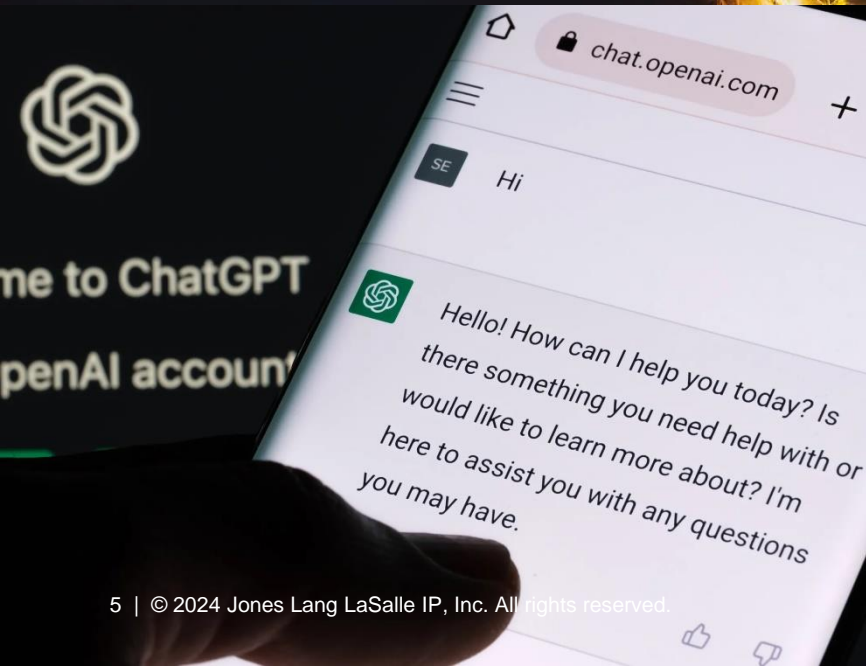 me to ChatGPT
penAI account
chat.openai.com
SE
Hi
Hello! How can I help you today? Is
there something you need help with or
would like to learn more about? I'm
here to assist you with any questions
you may have.
5 | © 2024 Jones Lang LaSalle IP, Inc. All rights reserved.